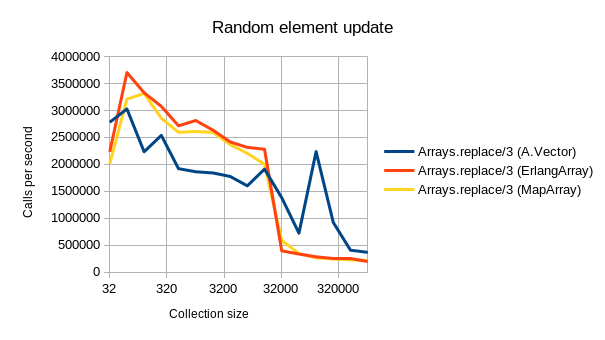 Random element update
Calls per second
4000000
3500000
3000000
2500000
2000000
1500000
1000000
500000
0
32 320 3200 32000 320000
Collection size
Arrays.replace/3 (A.Vector)
Arrays.replace/3 (ErlangArray)
Arrays.replace/3 (MapArray)